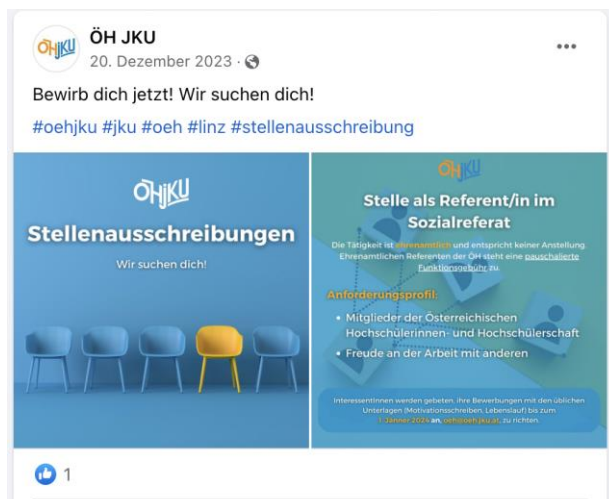 ÖHJKU
ÖH JKU
20. Dezember 2023 ·
Bewirb dich jetzt! Wir suchen dich!
#oehjku #jku #oeh #linz #stellenausschreibung
ÖHJKU
Stellenausschreibungen
Wir suchen dich!
ÖHJKU
Stelle als Referent/in im
Sozialreferat
Die Tätigkeit ist ehrenamtlich und entspricht keiner Anstellung.
Ehrenamtlichen Referenten der ÖH steht eine pauschalierte
Funktionsgebühr zu.
Anforderungsprofil:
• Mitglieder der Österreichischen
Hochschülerinnen- und Hochschülerschaft
• Freude an der Arbeit mit anderen
InteressentInnen werden gebeten, ihre Bewerbungen mit den üblichen
Unterlagen (Motivationsschreiben, Lebenslauf) bis zum
1. Jänner 2024 an, oeh@oeh.jku.at, zu richten.
1